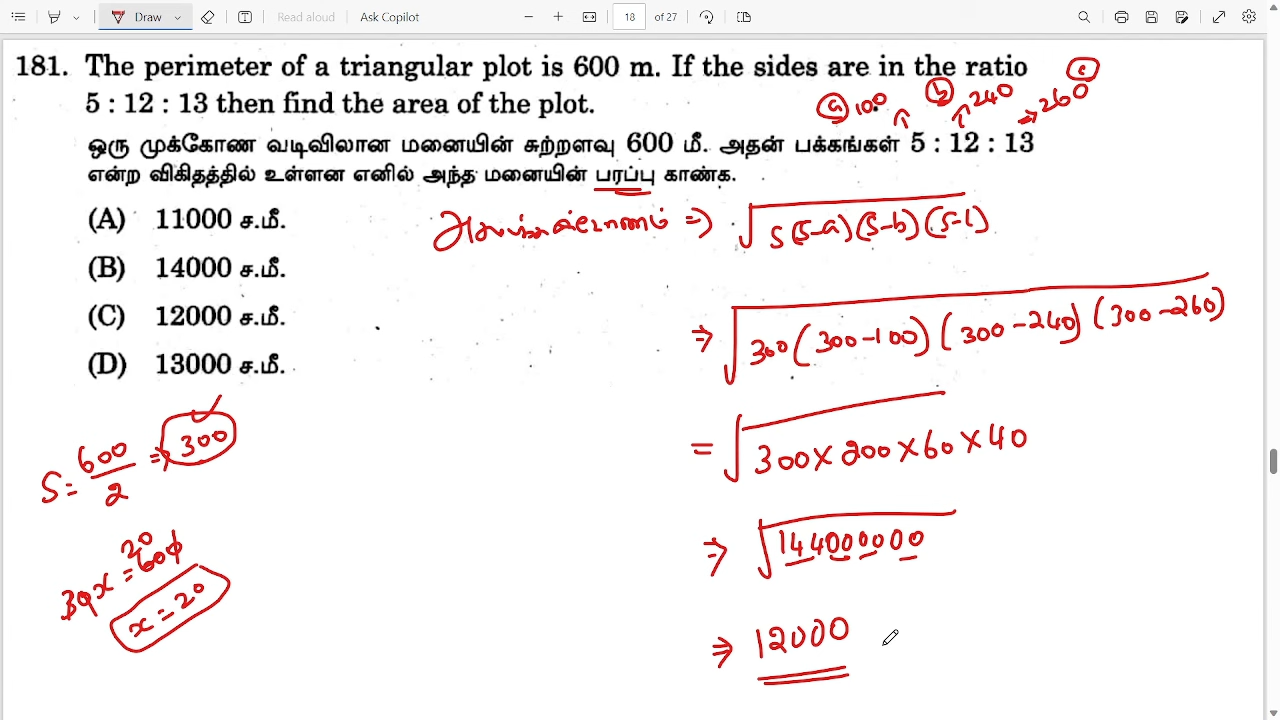 Draw
Read aloud
Ask Copilot
18 of 27
181. The perimeter of a triangular plot is 600 m. If the sides are in the ratio
5 : 12 : 13 then find the area of the plot.
a 100 b 240 260 c
ஒரு முக்கோண வடிவிலான மனையின் சுற்றளவு 600 மீ. அதன் பக்கங்கள் 5 : 12 : 13
என்ற விகிதத்தில் உள்ளன எனில் அந்த மனையின் பரப்பு காண்க.
(A) 11000 ச.மீ.
(B) 14000 ச.மீ.
(C) 12000 ச.மீ.
(D) 13000 ச.மீ.
⇒ √S(S-a)(S-b)(S-c)
⇒ √300(300-100)(300-240)(300-260)
= √300×200×60×40
⇒ √144000000
⇒ 12000
S = 600/2 ⇒ 300
20
30x = 600
x = 20